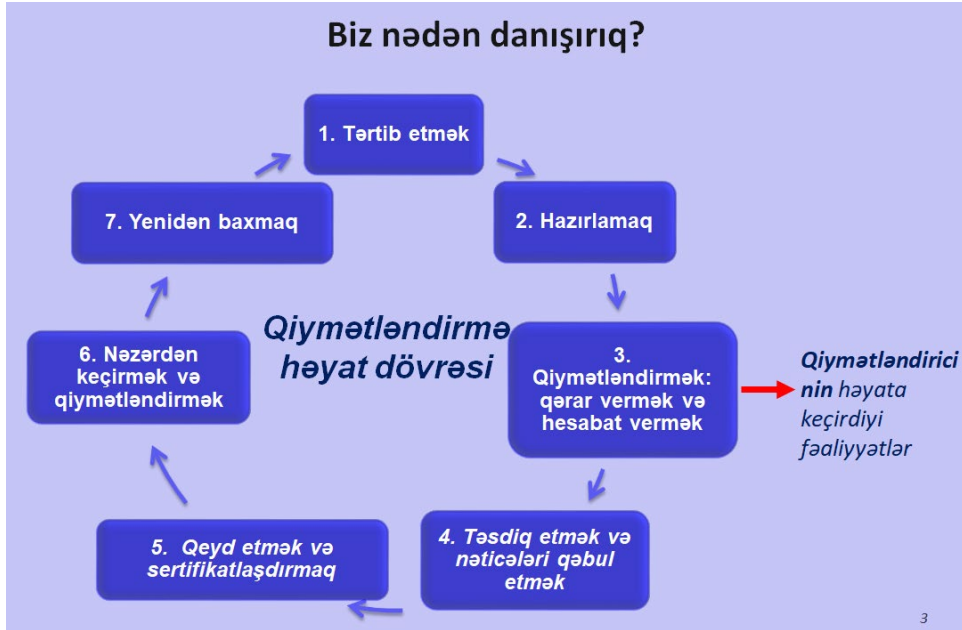 Biz nədən danışırıq?
1. Tərtib etmək
2. Hazırlamaq
3.
Qiymətləndirmək:
qərar vermək və
hesabat vermək
Qiymətləndirici
nin həyata
keçirdiyi
fəaliyyətlər
4. Təsdiq etmək və
nəticələri qəbul
etmək
5. Qeyd etmək və
sertifikatlaşdırmaq
6. Nəzərdən
keçirmək və
qiymətləndirmək
7. Yenidən baxmaq
Qiymətləndirmə
həyat dövrəsi
3